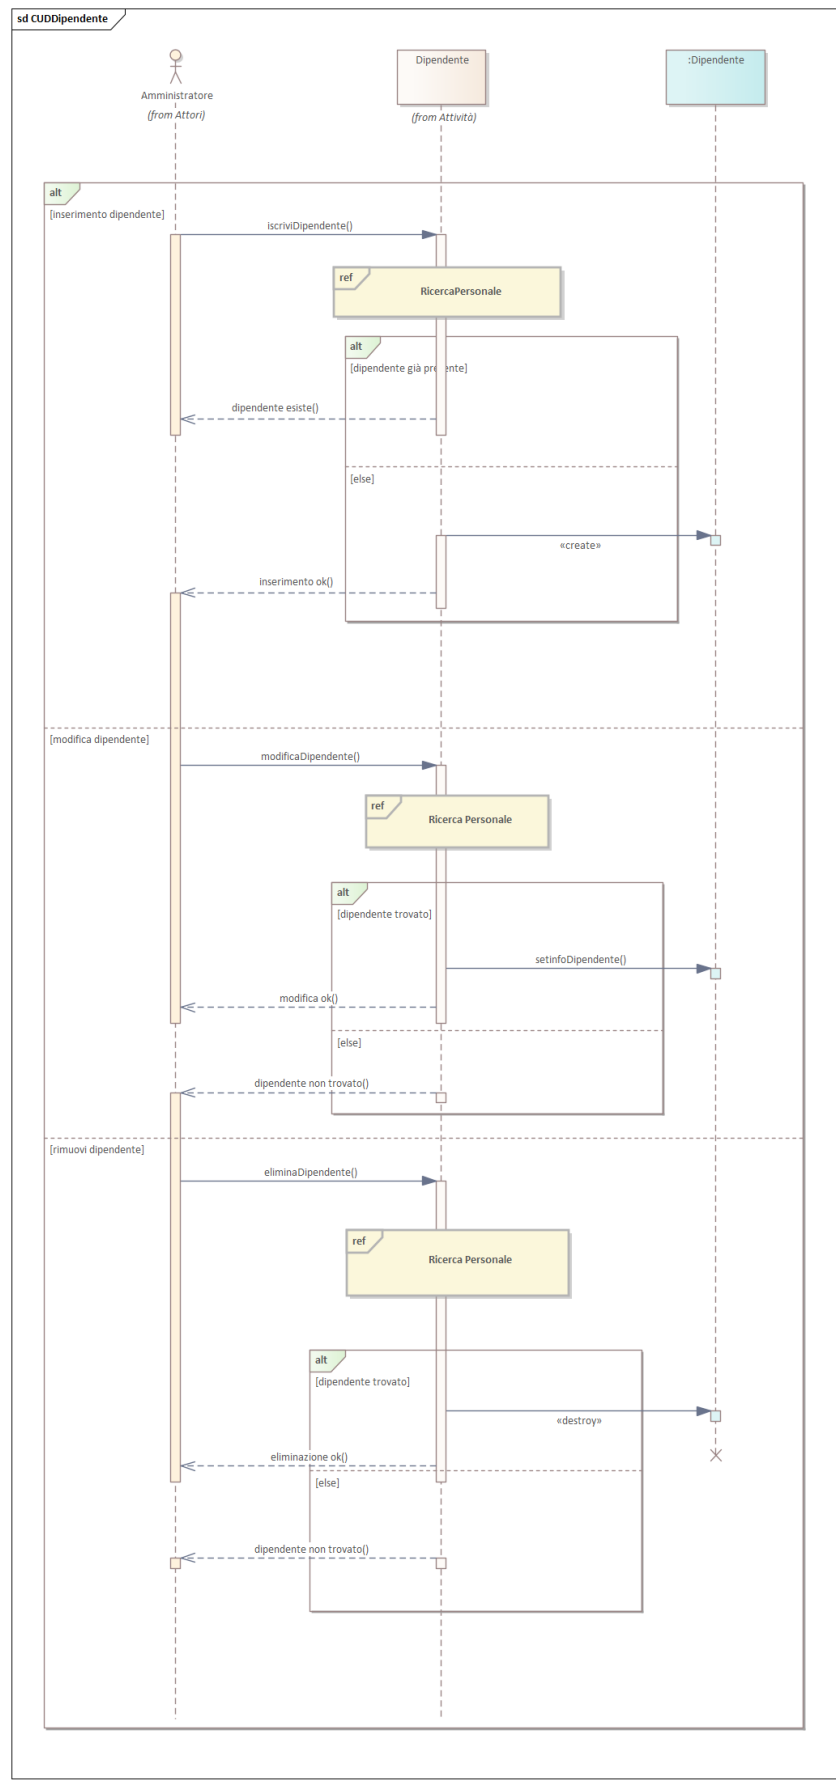 sd CUDDipendente
Amministratore
(from Attori)
Dipendente
(from Attività)
:Dipendente
alt
[inserimento dipendente]
iscriviDipendente()
ref
RicercaPersonale
alt
[dipendente già presente]
dipendente esiste()
[else]
«create»
inserimento ok()
[modifica dipendente]
modificaDipendente()
ref
Ricerca Personale
alt
[dipendente trovato]
setinfoDipendente()
modifica ok()
[else]
dipendente non trovato()
[rimuovi dipendente]
eliminaDipendente()
ref
Ricerca Personale
alt
[dipendente trovato]
«destroy»
eliminazione ok()
[else]
dipendente non trovato()